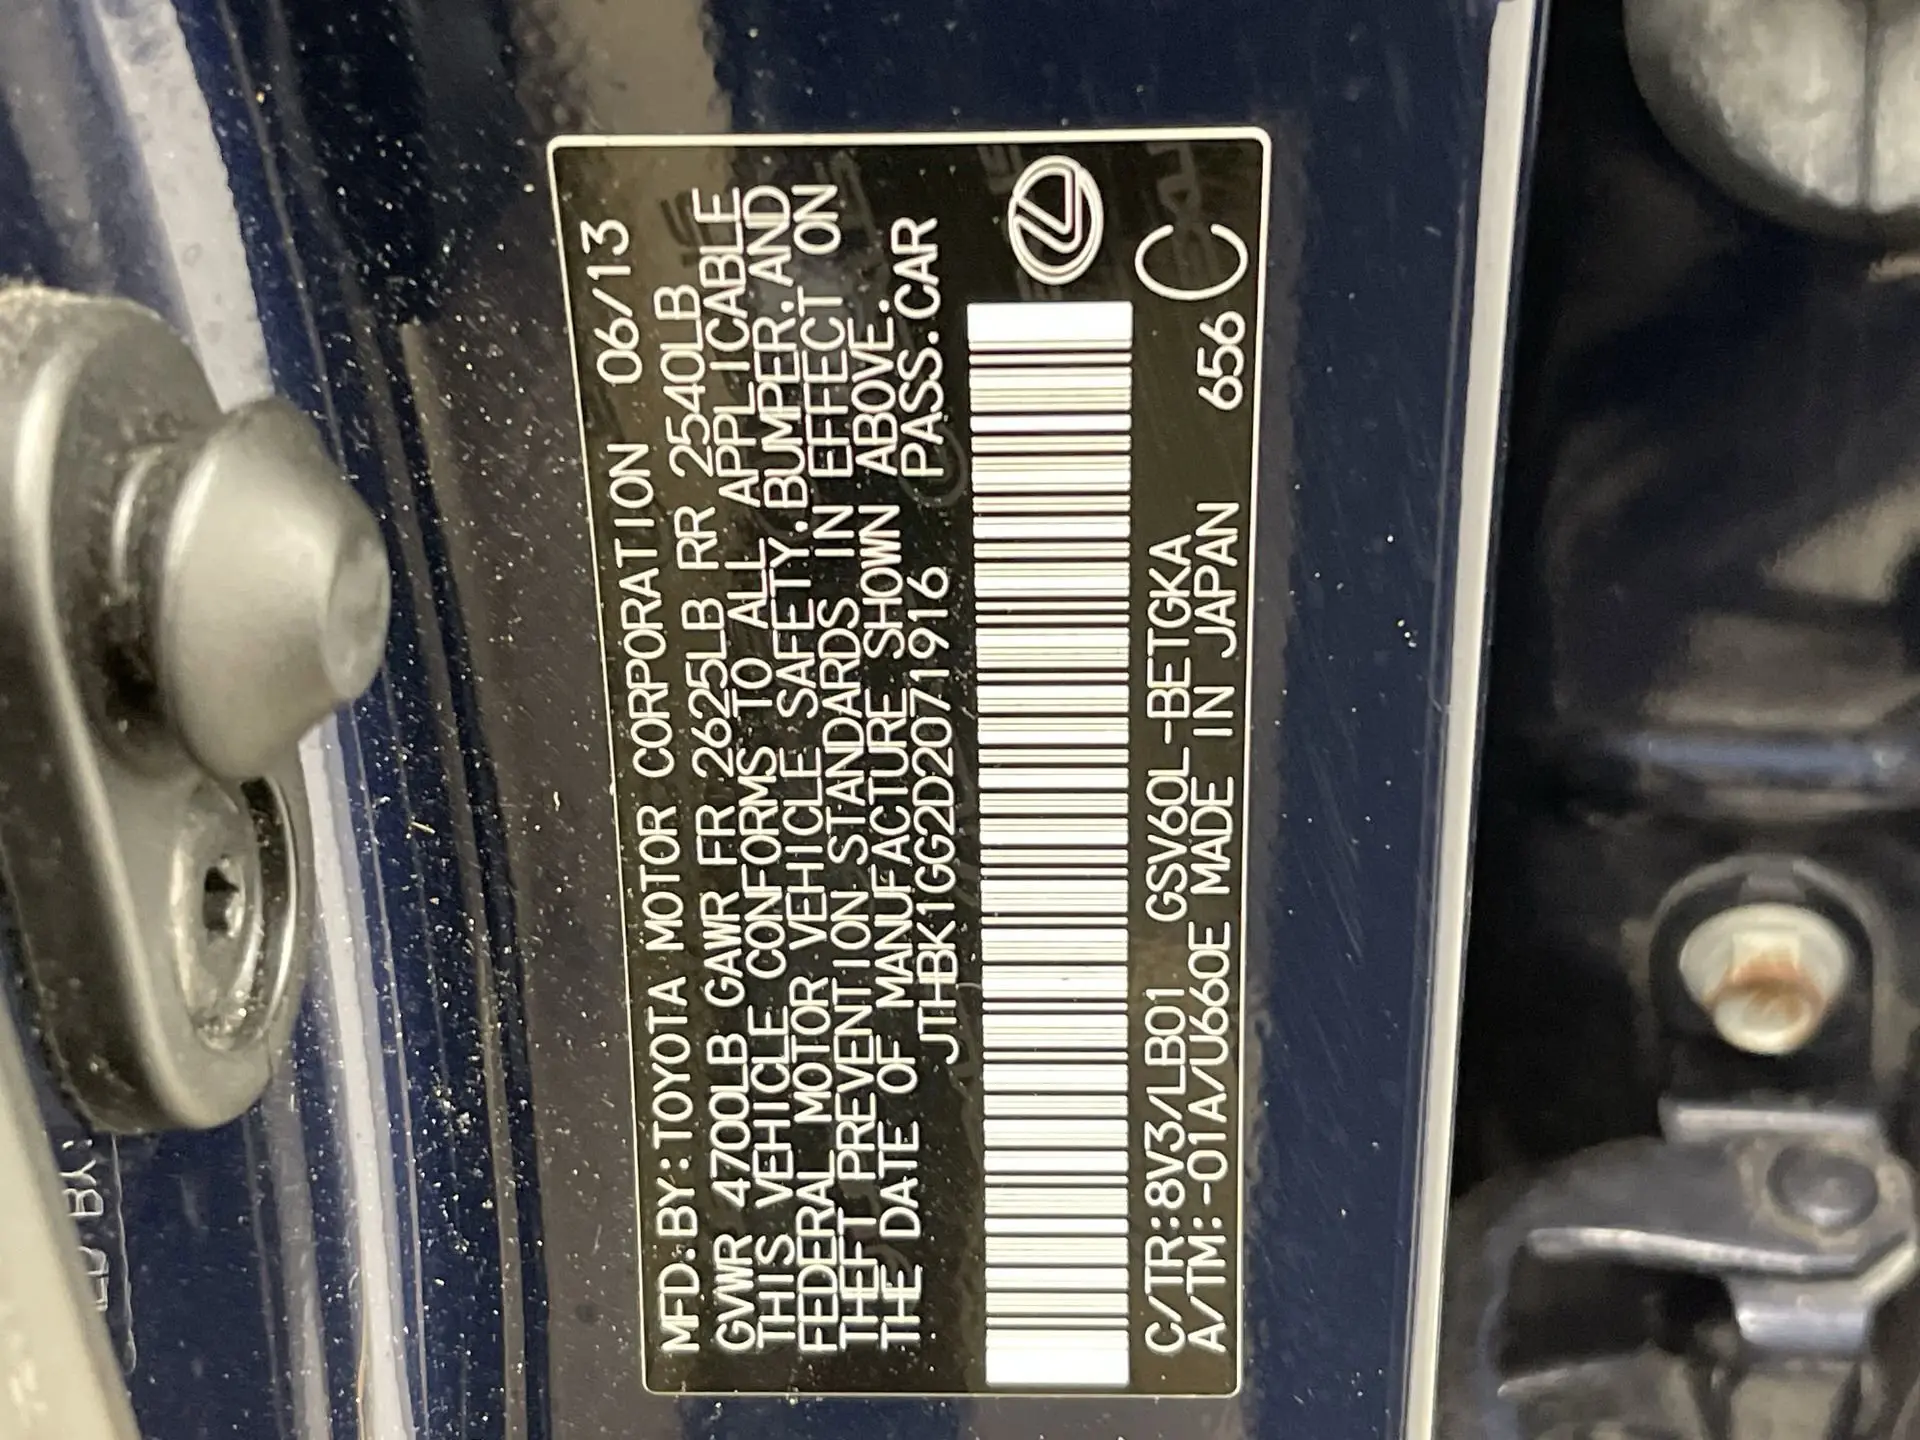 MFD.BY:TOYOTA MOTOR CORPORATION 06/13
GVWR 4700LB GAWR FR 2625LB RR 2540LB
THIS VEHICLE CONFORMS TO ALL APPLICABLE
FEDERAL MOTOR VEHICLE SAFETY.BUMPER.AND
THEFT PREVENTION STANDARDS IN EFFECT ON
THE DATE OF MANUFACTURE SHOWN ABOVE.
JTHBK1GG2D2071916 PASS.CAR
C/TR:8V3/LB01 GSV60L-BETGKA
A/TM:-01A/U660E MADE IN JAPAN 656 C